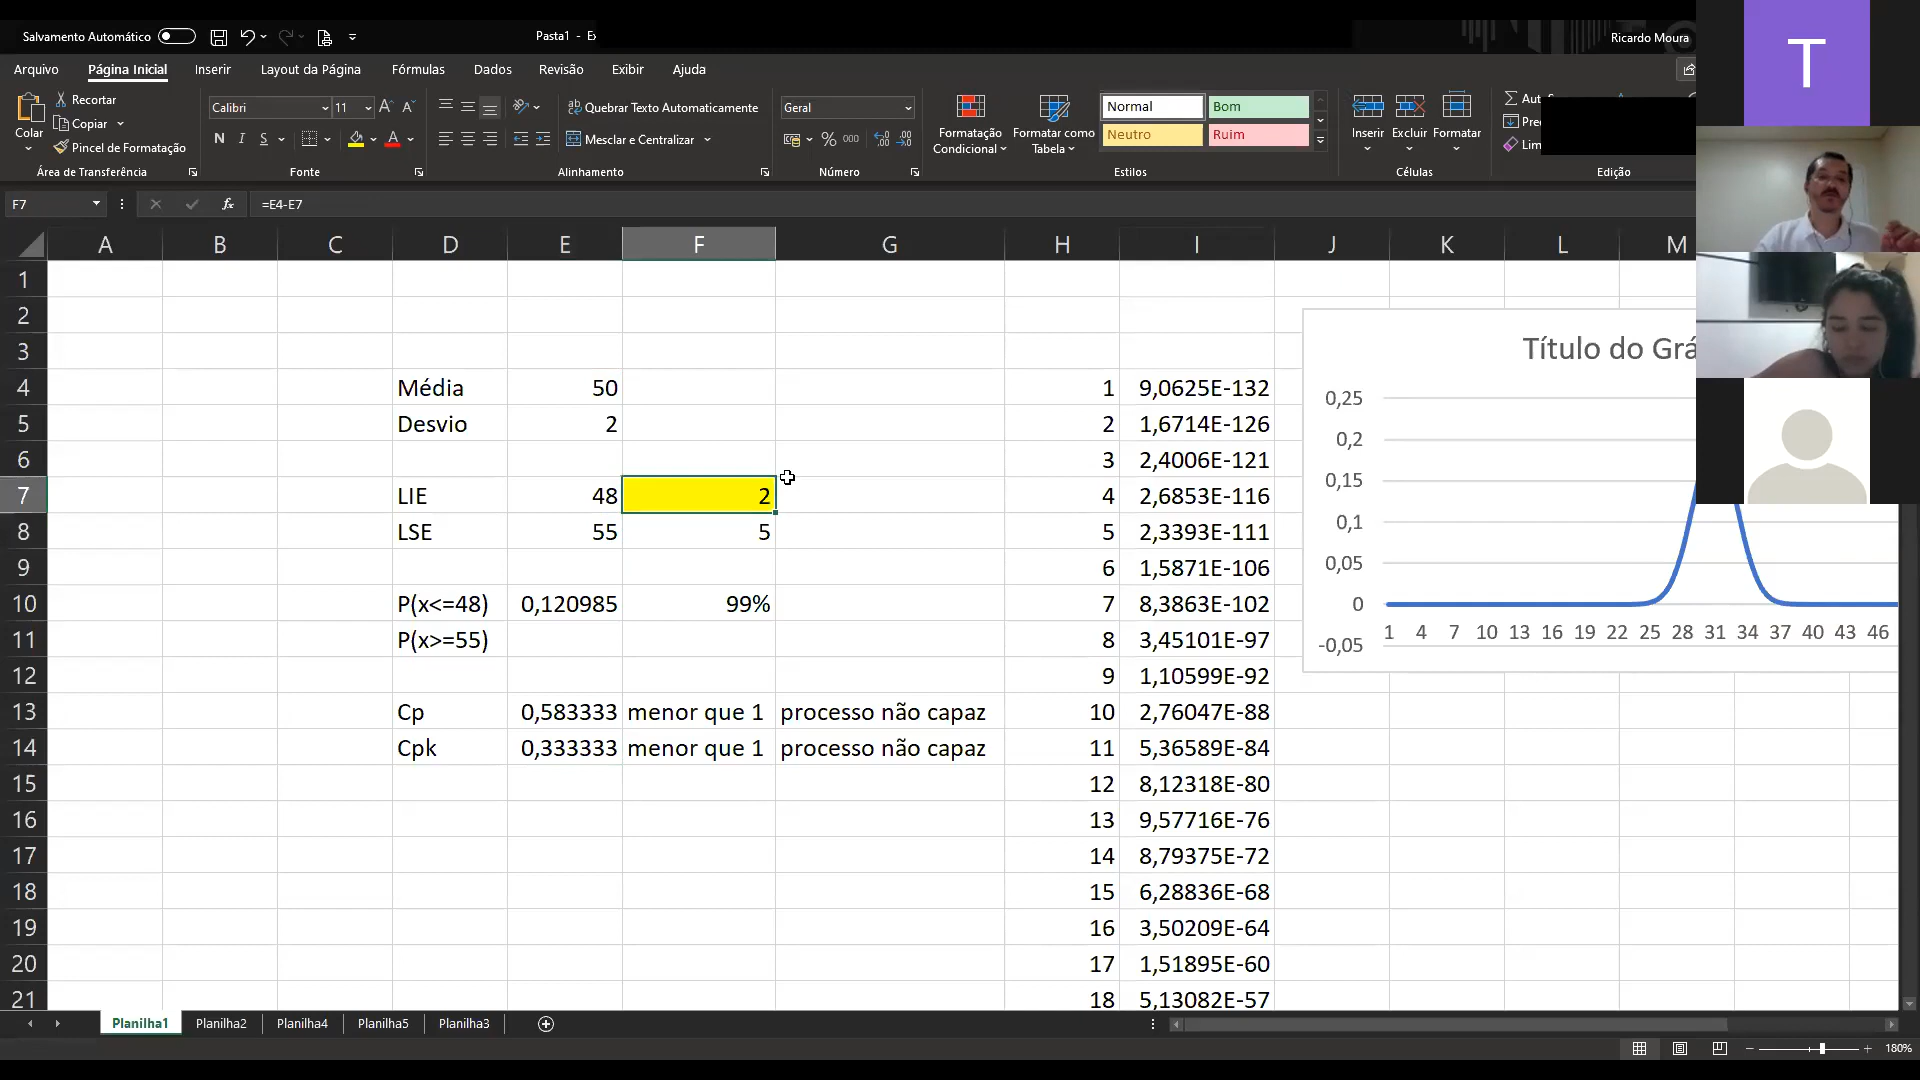 Salvamento Automático
Pasta1 - Ex
Ricardo Moura
Arquivo Página Inicial Inserir Layout da Página Fórmulas Dados Revisão Exibir Ajuda
Colar
Recortar
Copiar
Pincel de Formatação
Área de Transferência
Calibri 11
N I S
Fonte
Quebrar Texto Automaticamente
Mesclar e Centralizar
Alinhamento
Geral
% 000
Número
Formatação Condicional
Formatar como Tabela
Normal Bom
Neutro Ruim
Estilos
Inserir Excluir Formatar
Células
Edição
F7 fx =E4-E7
A B C D E F G H I J K L M
1
2
3
4 Média 50 1 9,0625E-132
5 Desvio 2 2 1,6714E-126
6 3 2,4006E-121
7 LIE 48 2 4 2,6853E-116
8 LSE 55 5 5 2,3393E-111
9 6 1,5871E-106
10 P(x<=48) 0,120985 99% 7 8,3863E-102
11 P(x>=55) 8 3,45101E-97
12 9 1,10599E-92
13 Cp 0,583333 menor que 1 processo não capaz 10 2,76047E-88
14 Cpk 0,333333 menor que 1 processo não capaz 11 5,36589E-84
15 12 8,12318E-80
16 13 9,57716E-76
17 14 8,79375E-72
18 15 6,28836E-68
19 16 3,50209E-64
20 17 1,51895E-60
21 18 5,13082E-57
Título do Grá
0,25
0,2
0,15
0,1
0,05
0
-0,05
1 4 7 10 13 16 19 22 25 28 31 34 37 40 43 46
T
Planilha1 Planilha2 Planilha4 Planilha5 Planilha3
180%